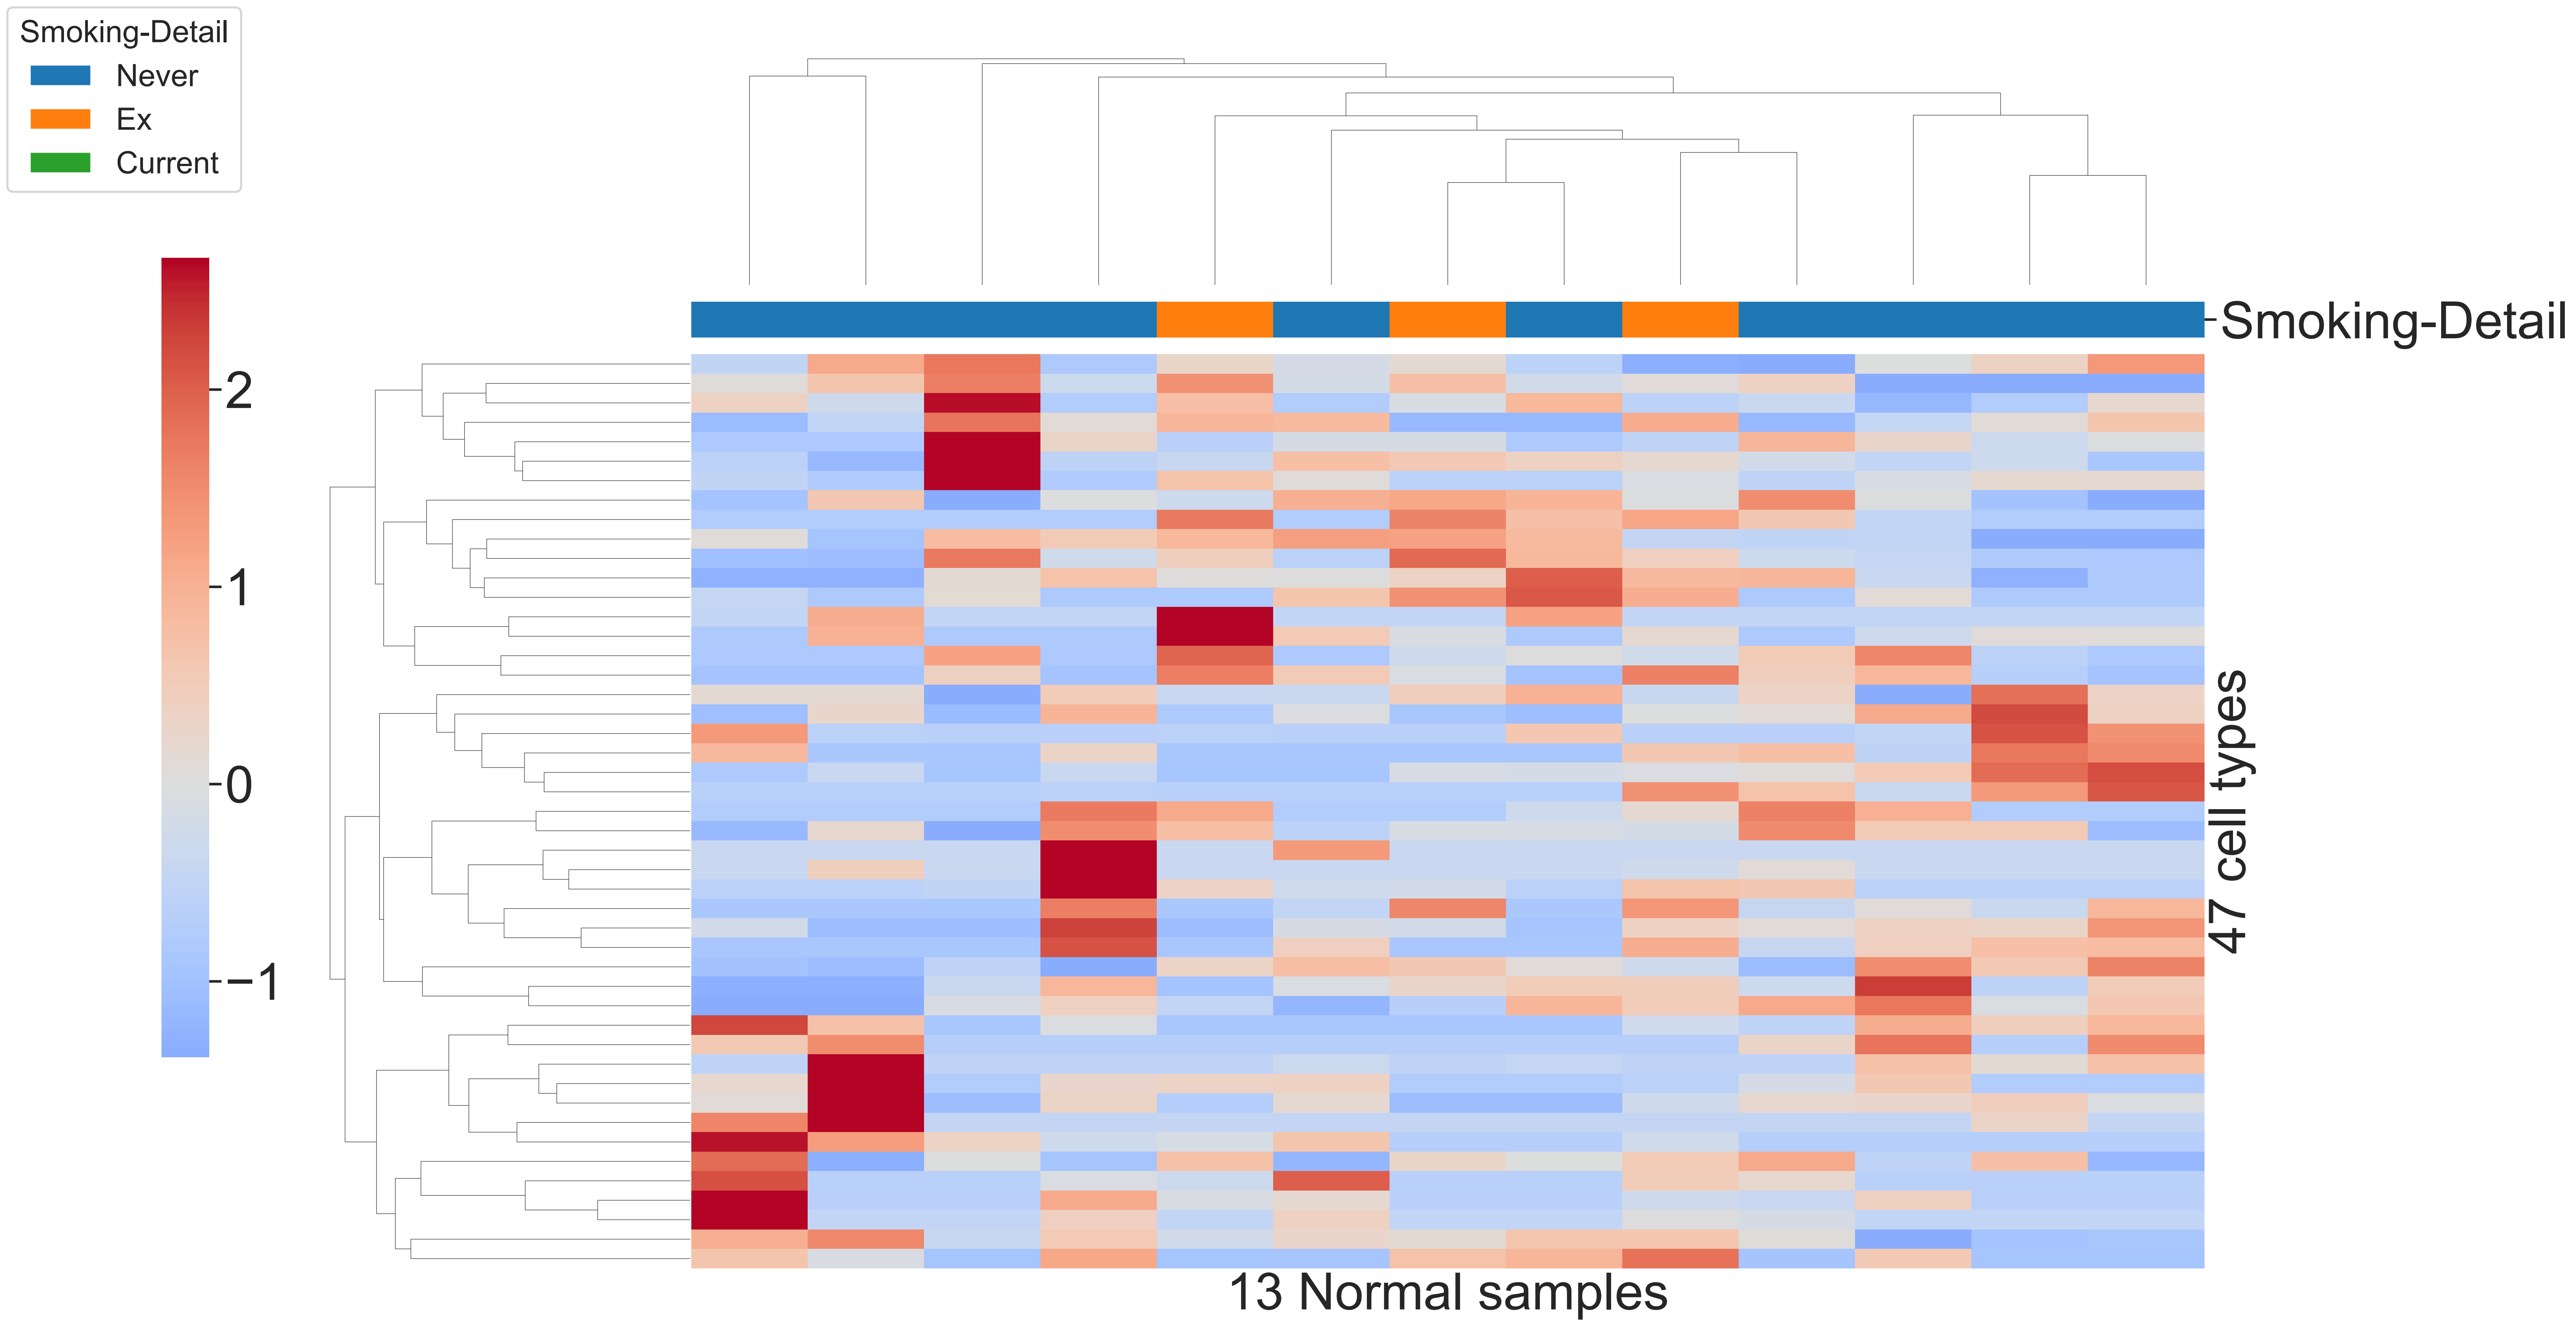 Smoking-Detail
Never
Ex
Current
2
1
0
−1
Smoking-Detail
47 cell types
13 Normal samples